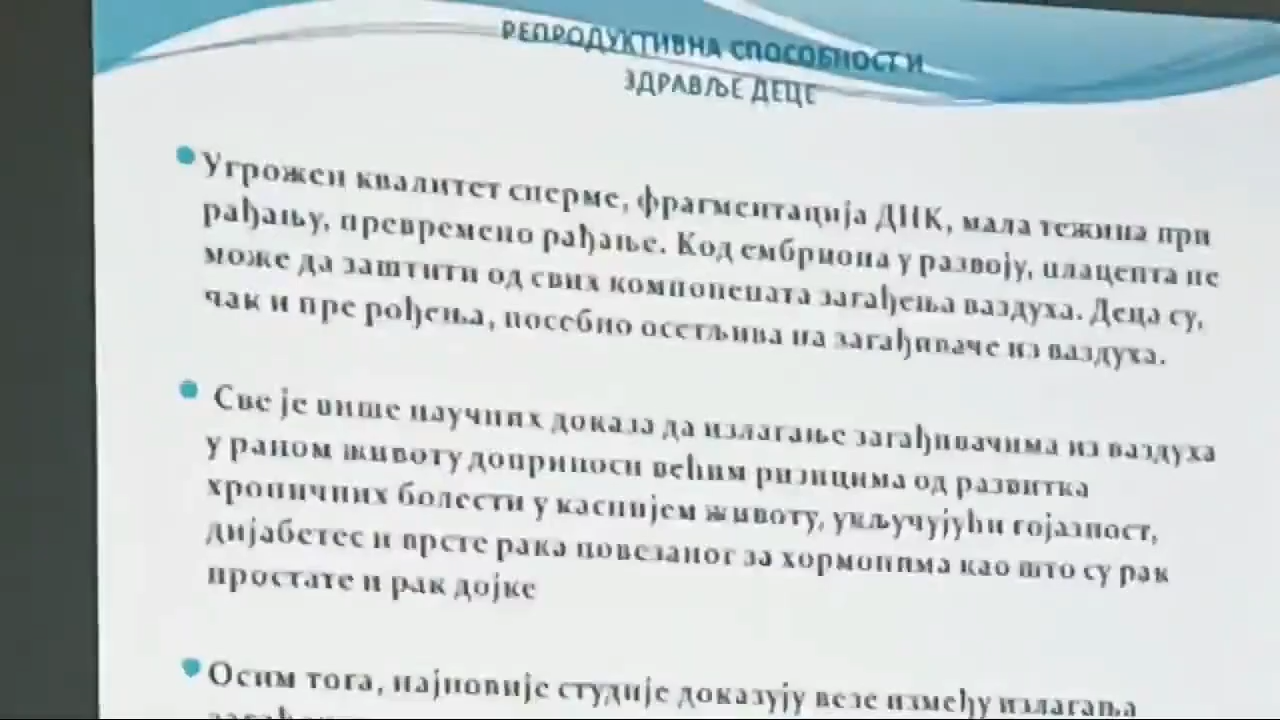 РЕПРОДУКТИВНА СПОСОБНОСТ И
ЗДРАВЉЕ ДЕЦЕ
Угрожен квалитет сперме, фрагментација ДНК, мала тежина при
рађању, превремено рађање. Код ембриона у развоју, плацента не
може да заштити од свих компонената загађења ваздуха. Деца су,
чак и пре рођења, посебно осетљива на загађиваче из ваздуха.
Све је више научних доказа да излагање загађивачима из ваздуха
у раном животу доприноси већим ризицима од развитка
хроничних болести у каснијем животу, укључујући гојазност,
дијабетес и врсте рака повезаног за хормонима као што су рак
простате и рак дојке
Осим тога, најновије студије доказују везе између излагања